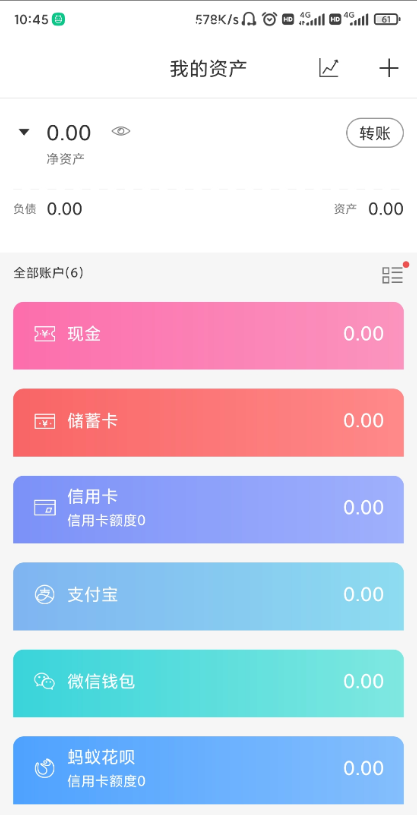 10:45 578K/s HD 4G HD 4G 61
我的资产
0.00 转账
净资产
负债 0.00 资产 0.00
全部账户(6)
现金 0.00
储蓄卡 0.00
信用卡 0.00
信用卡额度0
支付宝 0.00
微信钱包 0.00
蚂蚁花呗 0.00
信用卡额度0